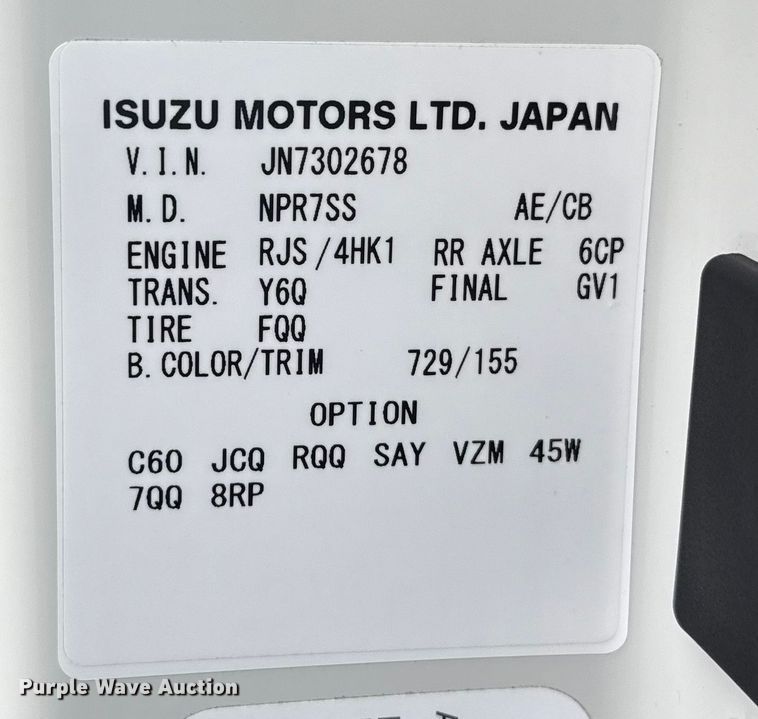 ISUZU MOTORS LTD. JAPAN
V.I.N. JN7302678
M.D. NPR7SS AE/CB
ENGINE RJS/4HK1 RR AXLE 6CP
TRANS. Y6Q FINAL GV1
TIRE FQQ
B.COLOR/TRIM 729/155
OPTION
C60 JCQ RQQ SAY VZM 45W
7QQ 8RP
Purple Wave Auction